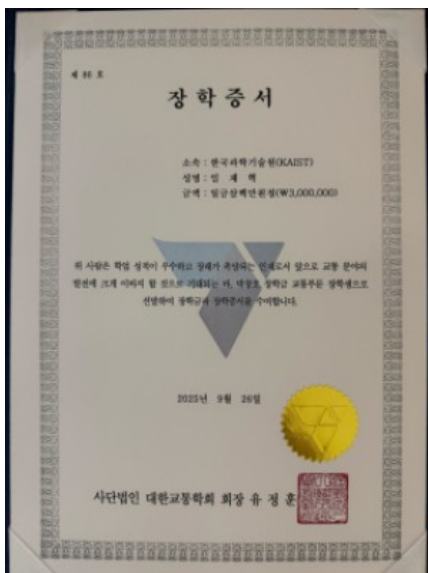 제 86 호
장 학 증 서
소속 : 한국과학기술원(KAIST)
성명 : 임 재 혁
금액 : 일금삼백만원정(₩3,000,000)
위 사람은 학업 성적이 우수하고 장래가 촉망되는 인재로서 앞으로 교통 분야의
발전에 크게 이바지 할 것으로 기대되는 바, 박창호 장학금 교통부문 장학생으로
선발하여 장학금과 장학증서를 수여합니다.
2025년 9월 26일
사단법인 대한교통학회 회장 유 정 훈